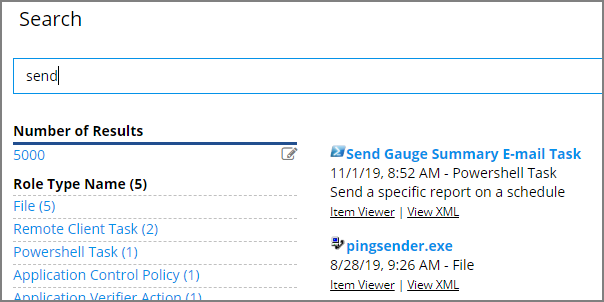 Search
send
Number of Results
5000
Role Type Name (5)
File (5)
Remote Client Task (2)
Powershell Task (1)
Application Control Policy (1)
Application Verifier Action (1)
Send Gauge Summary E-mail Task
11/1/19, 8:52 AM - Powershell Task
Send a specific report on a schedule
Item Viewer | View XML
pingsender.exe
8/28/19, 9:26 AM - File
Item Viewer | View XML